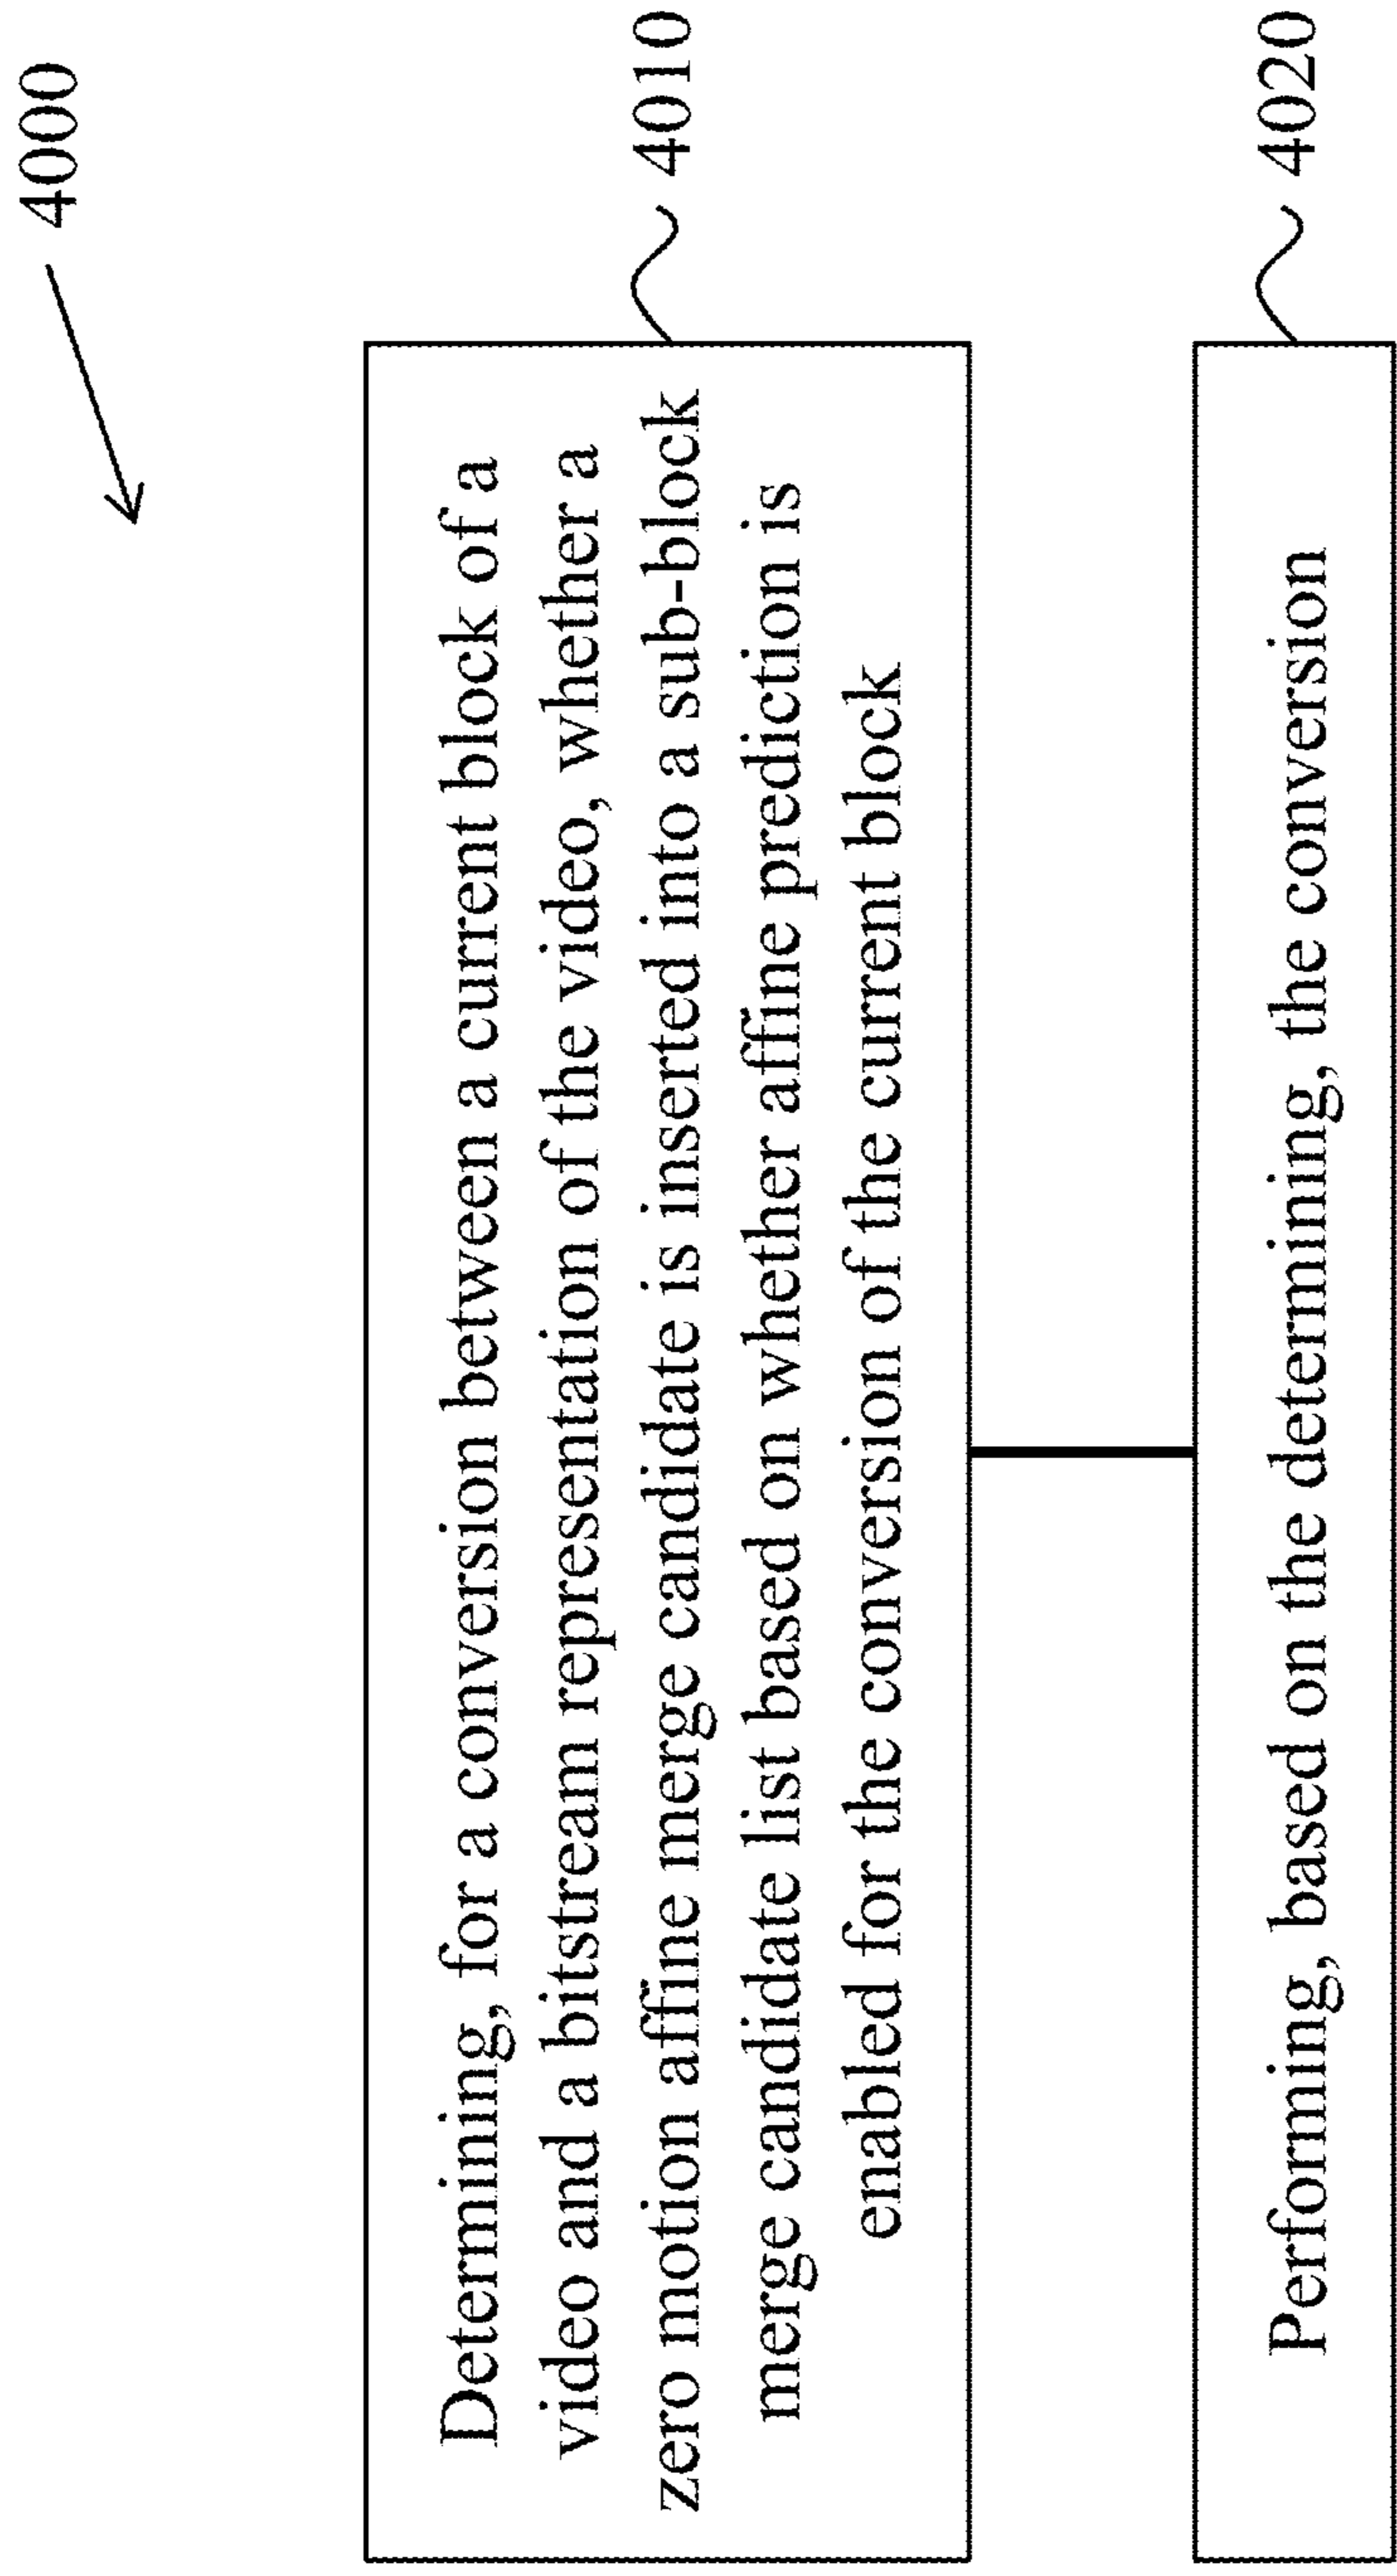 4000
Determining, for a conversion between a current block of a
video and a bitstream representation of the video, whether a
zero motion affine merge candidate is inserted into a sub-block
merge candidate list based on whether affine prediction is
enabled for the conversion of the current block
4010
Performing, based on the determining, the conversion
4020